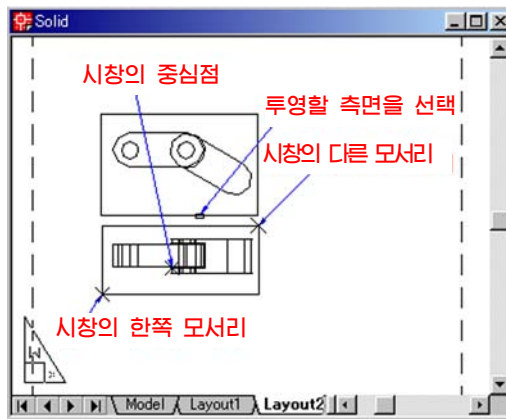 Solid
시창의 중심점
투영할 측면을 선택
시창의 다른 모서리
시창의 한쪽 모서리
W
Model Layout1 Layout2